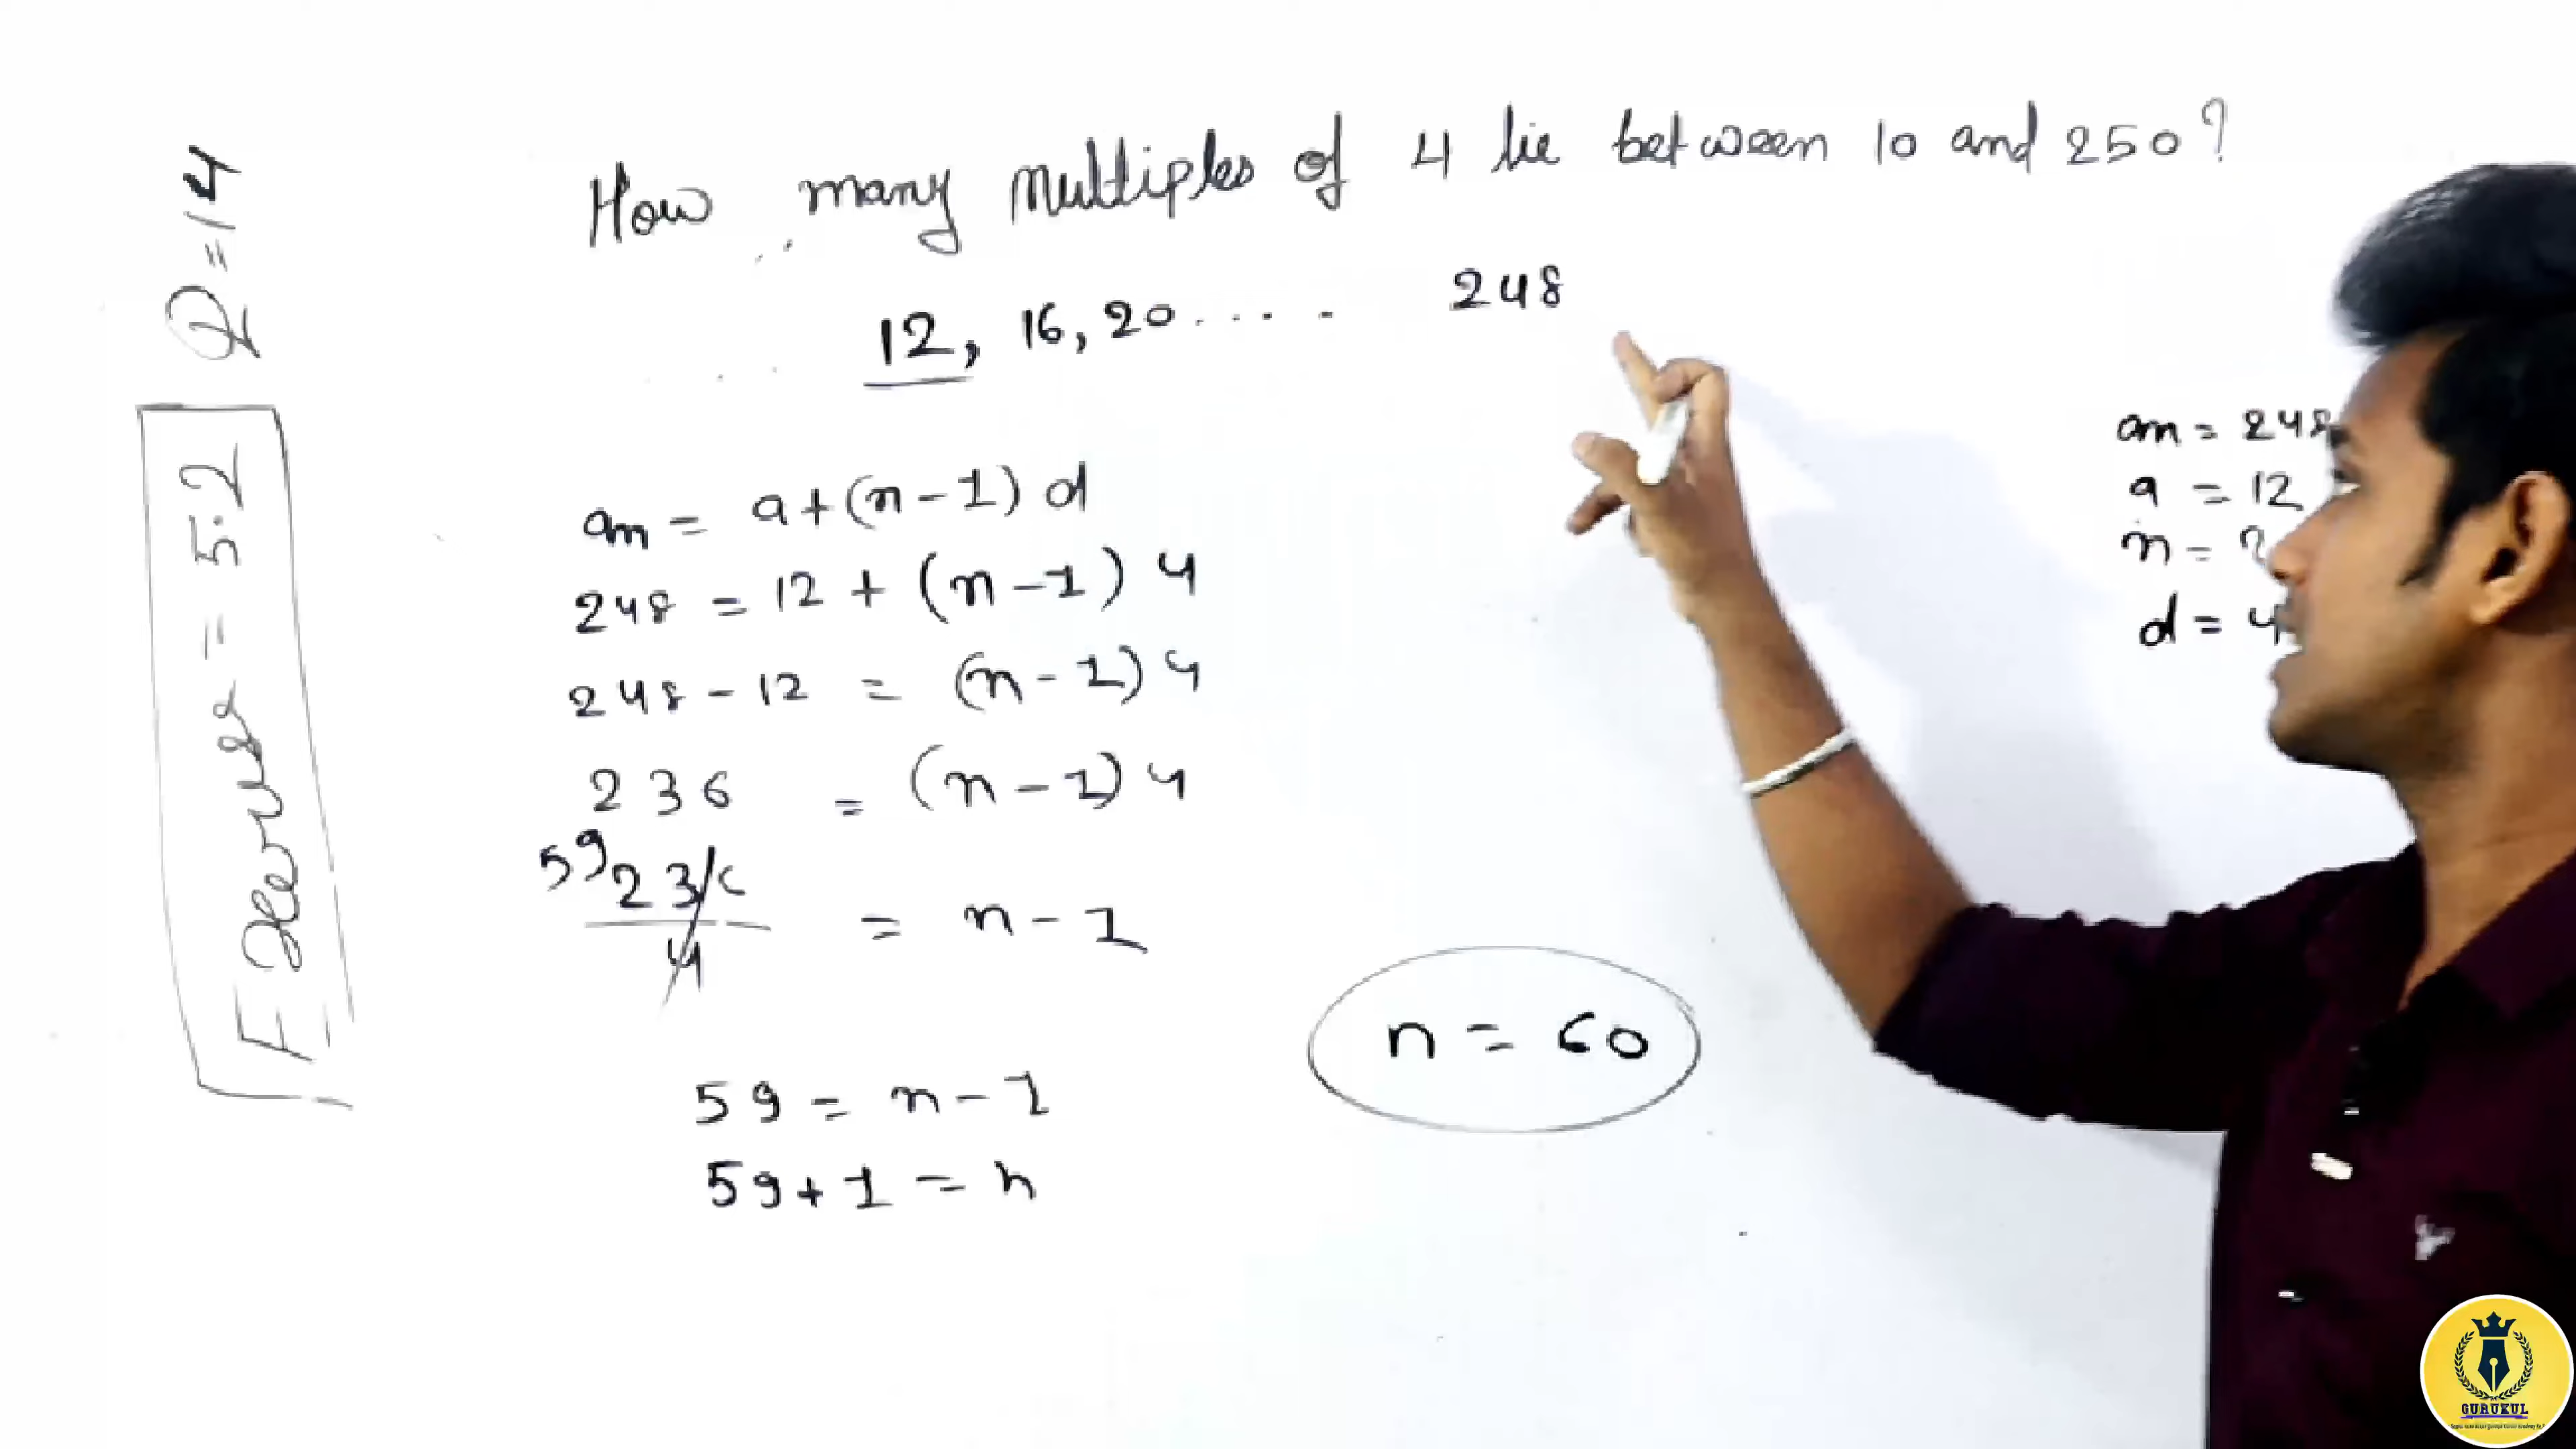 How many Multiples of 4 lie between 10 and 250?
12, 16, 20..... 248
Q=14
Exercise = 5.2
an = a+(n-1) d
248 = 12 + (n-1) 4
248-12 = (n-1) 4
236 = (n-1) 4
59
236/4 = n-1
59 = n-1
59+1 = n
n = 60
an = 248
a = 12
n = ?
d = 4
GURUKUL